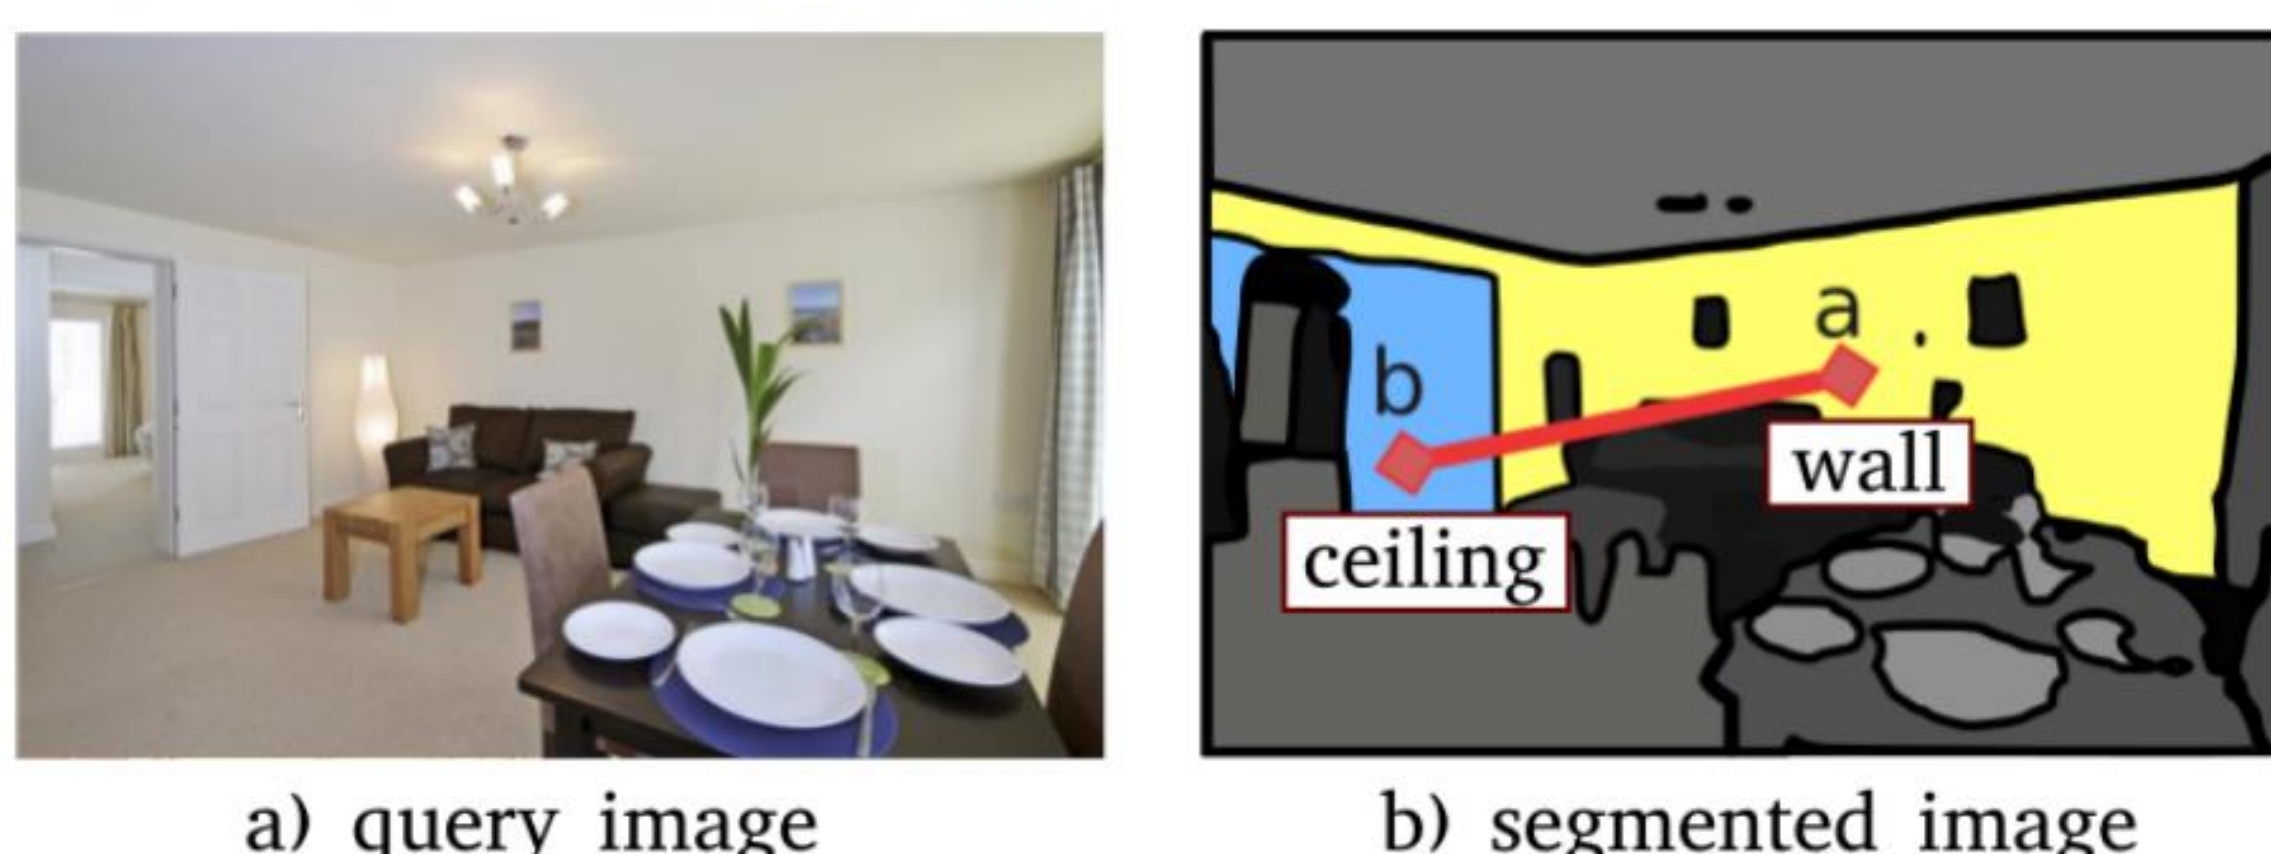 a
b
wall
ceiling
a) query image
b) segmented image